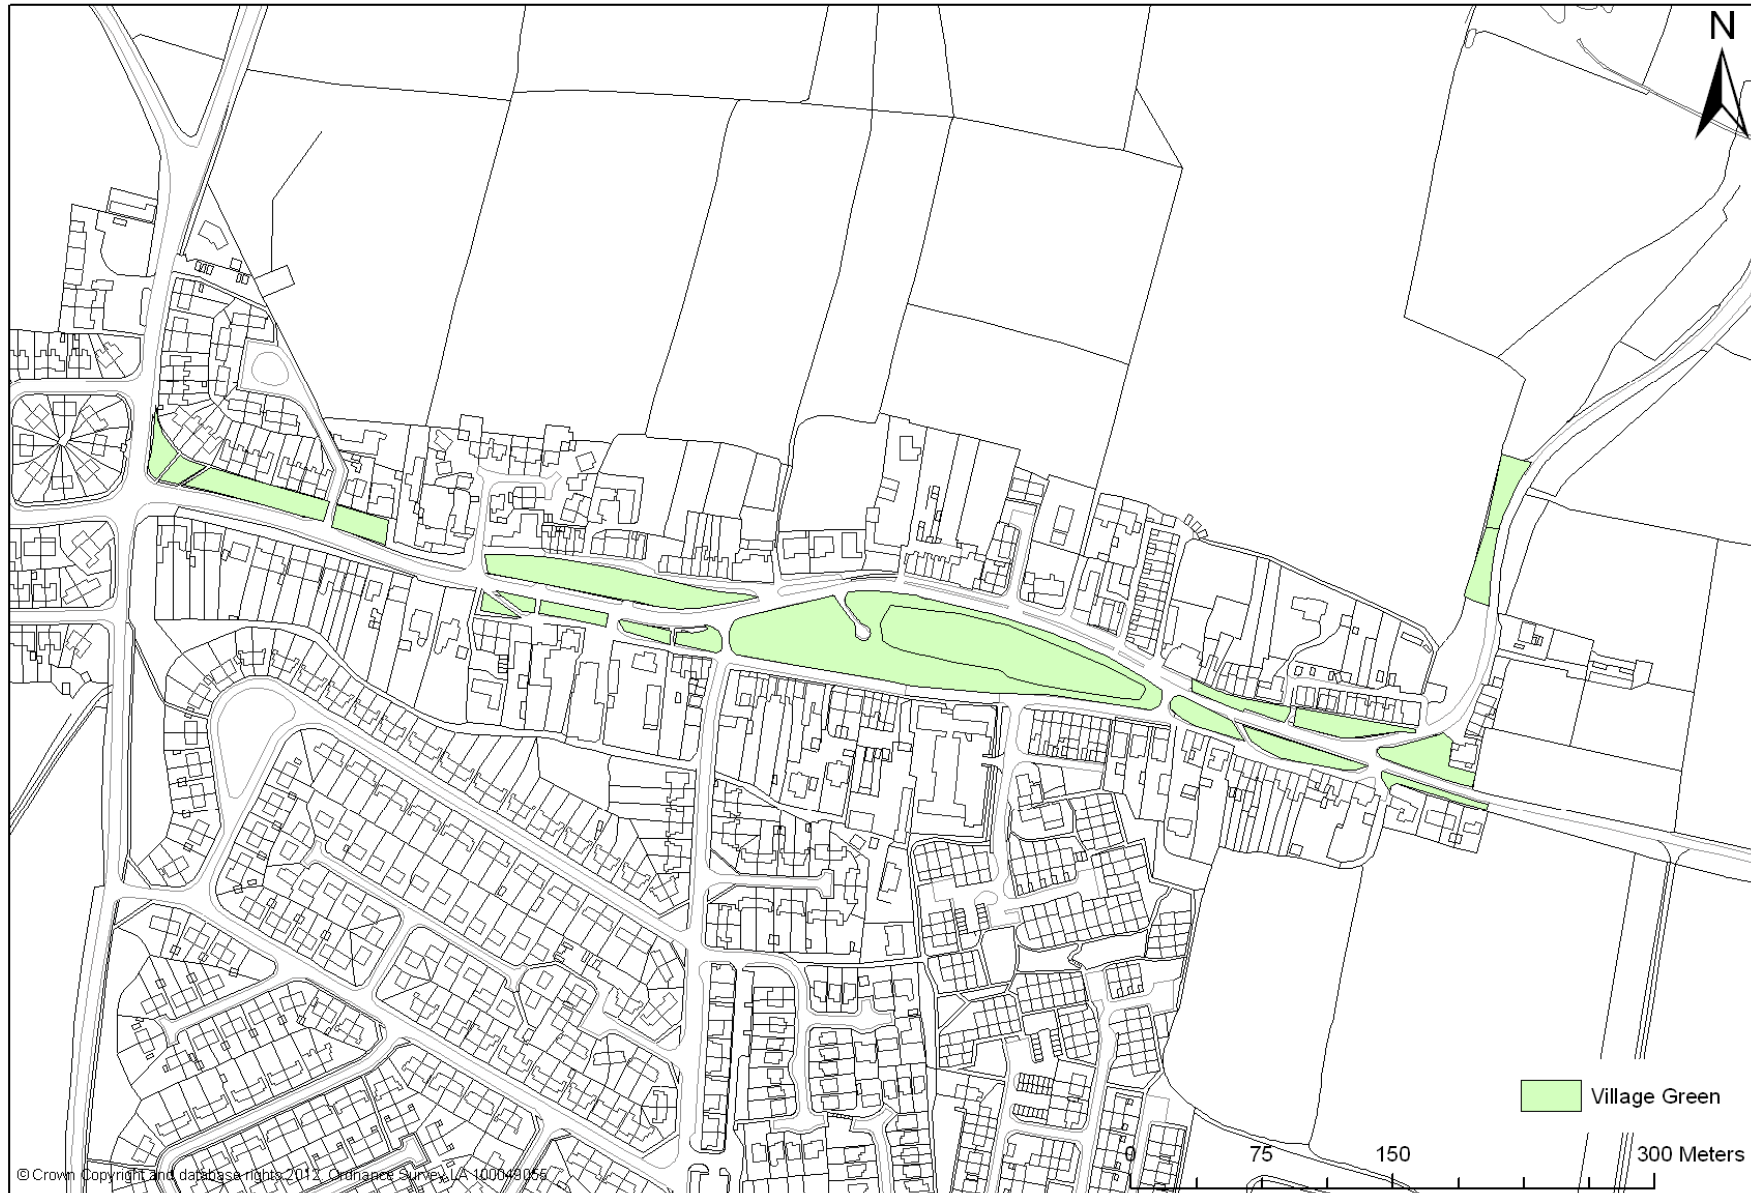 N
Village Green
0 75 150 300 Meters
© Crown Copyright and database rights 2012. Ordnance Survey LA 100049055